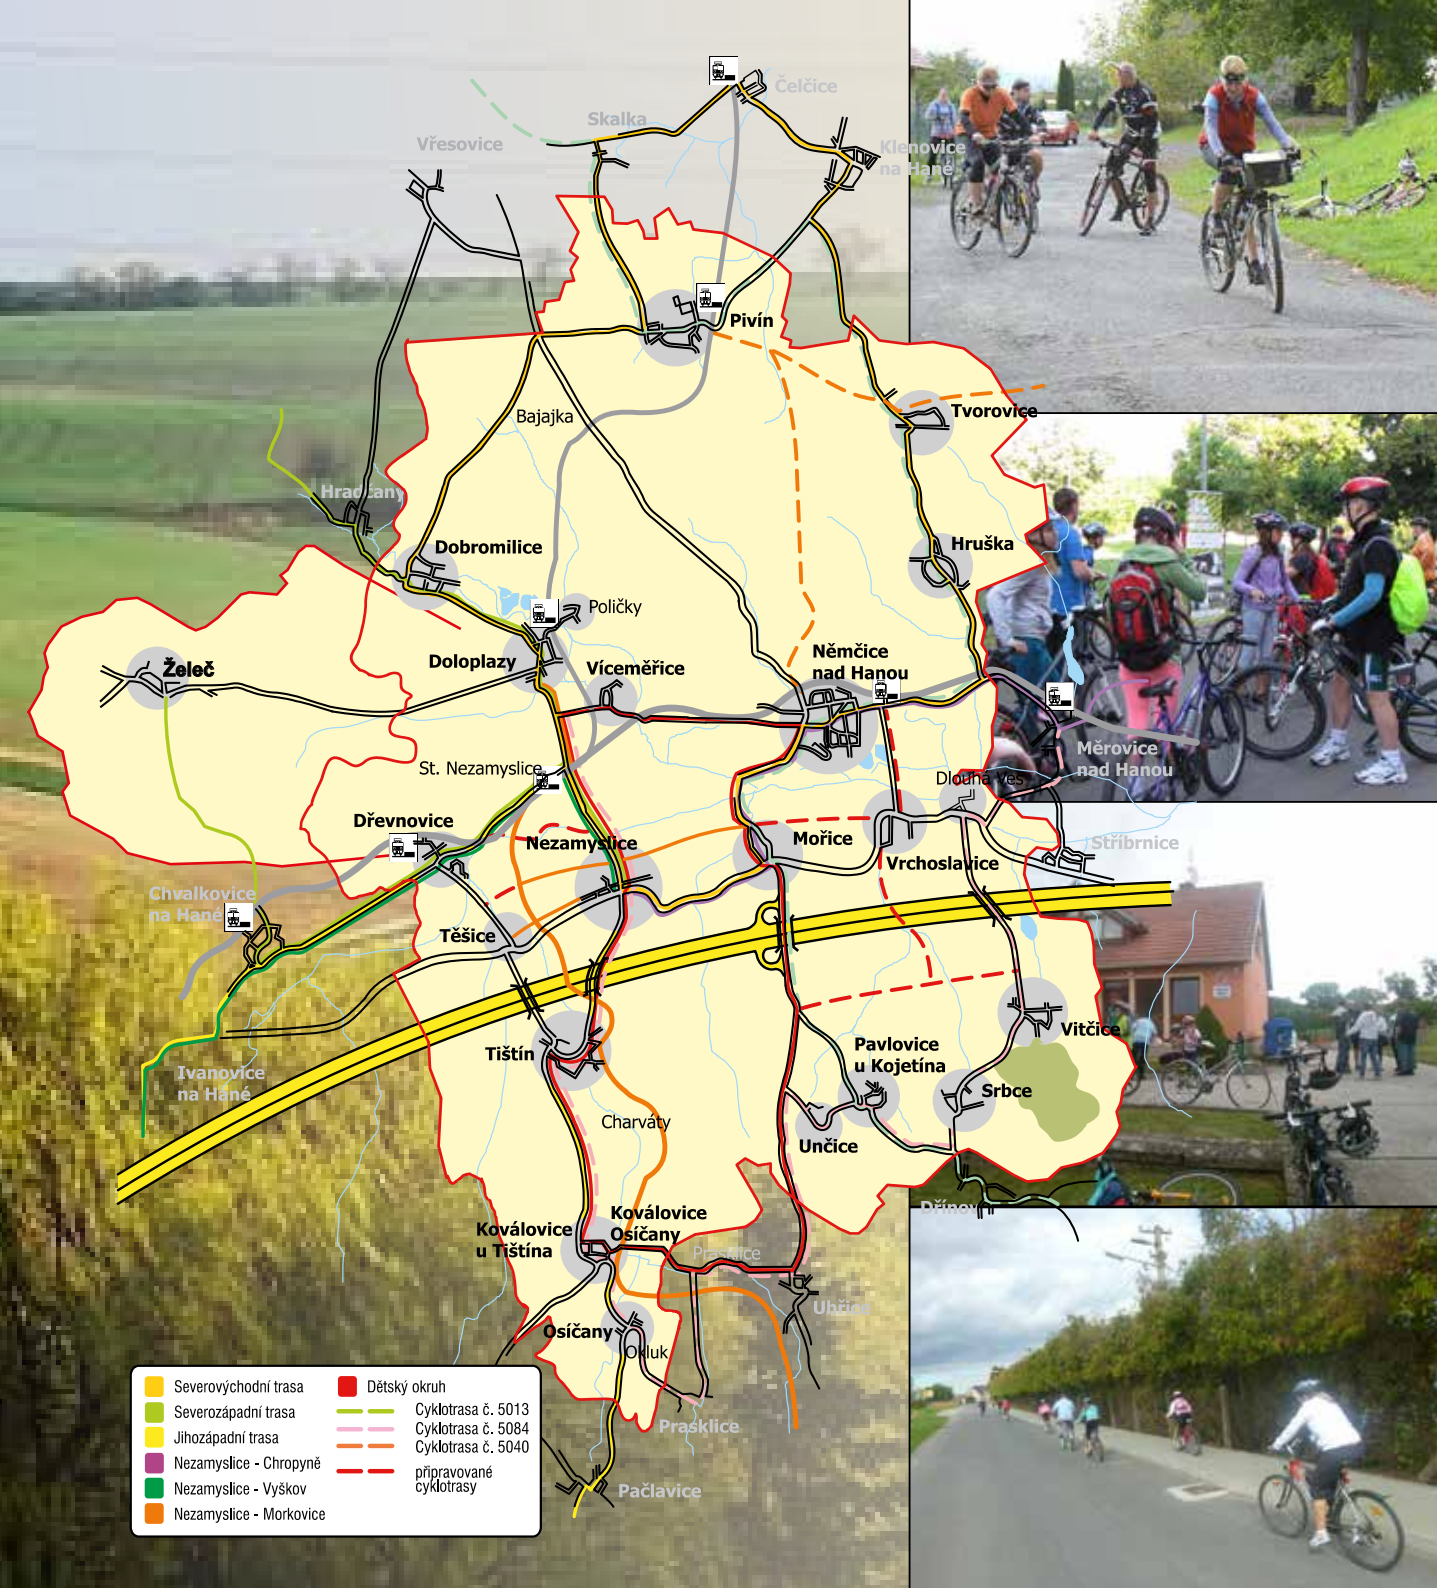 Čelčice
Skalka
Vřesovice
Klenovice
na Hané
Pivín
Tvorovice
Bajajka
Hradčany
Dobromilice
Hruška
Poličky
Želeč
Doloplazy
Víceměřice
Němčice
nad Hanou
Měrovice
nad Hanou
St. Nezamyslice
Dlouhá Ves
Dřevnovice
Nezamyslice
Mořice
Vrchoslavice
Stříbrnice
Chvalkovice
na Hané
Těšice
Tištín
Pavlovice
u Kojetína
Vitčice
Ivanovice
na Hané
Srbce
Charváty
Unčice
Dřínov
Koválovice
u Tištína
Koválovice
Osíčany
Prasklice
Uhřice
Osíčany
Okluk
Prasklice
Pačlavice
Severovýchodní trasa
Severozápadní trasa
Jihozápadní trasa
Nezamyslice - Chropyně
Nezamyslice - Vyškov
Nezamyslice - Morkovice
Dětský okruh
Cyklotrasa č. 5013
Cyklotrasa č. 5084
Cyklotrasa č. 5040
připravované
cyklotrasy